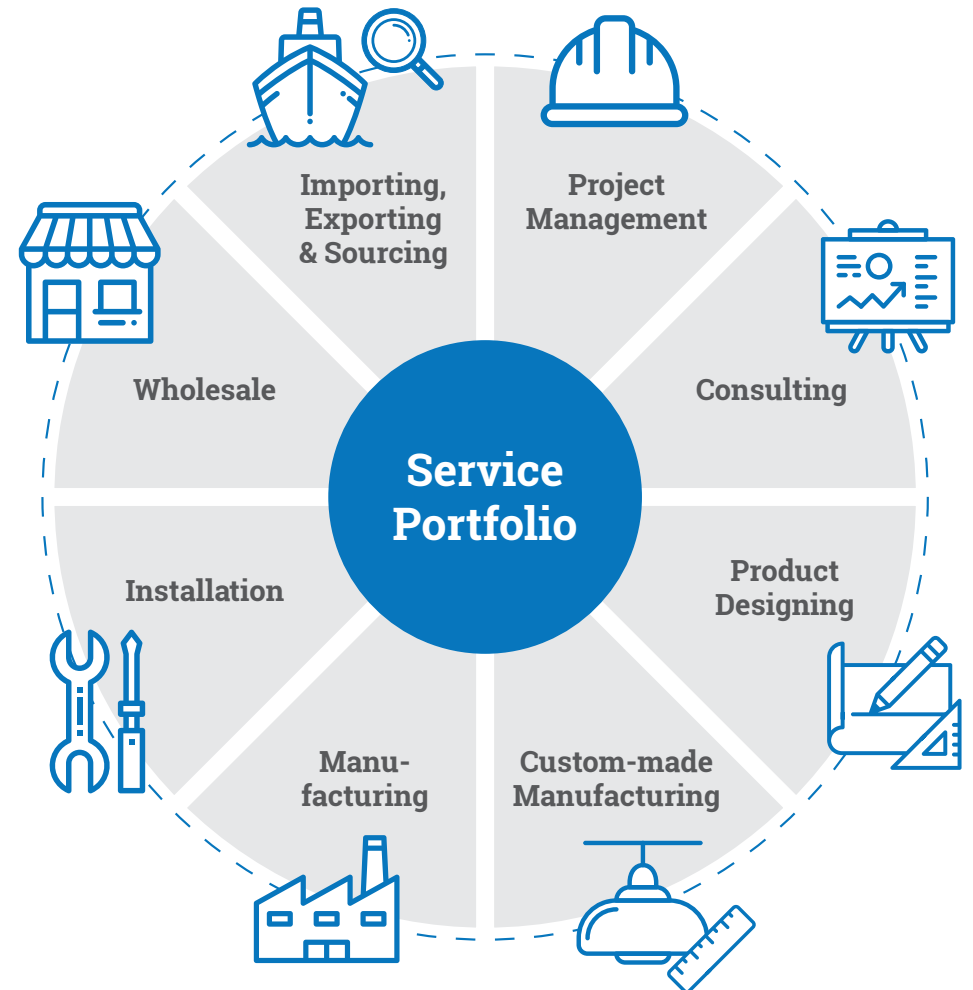 Importing,
Exporting
& Sourcing
Project
Management
Wholesale
Consulting
Service
Portfolio
Installation
Product
Designing
Manu-
facturing
Custom-made
Manufacturing